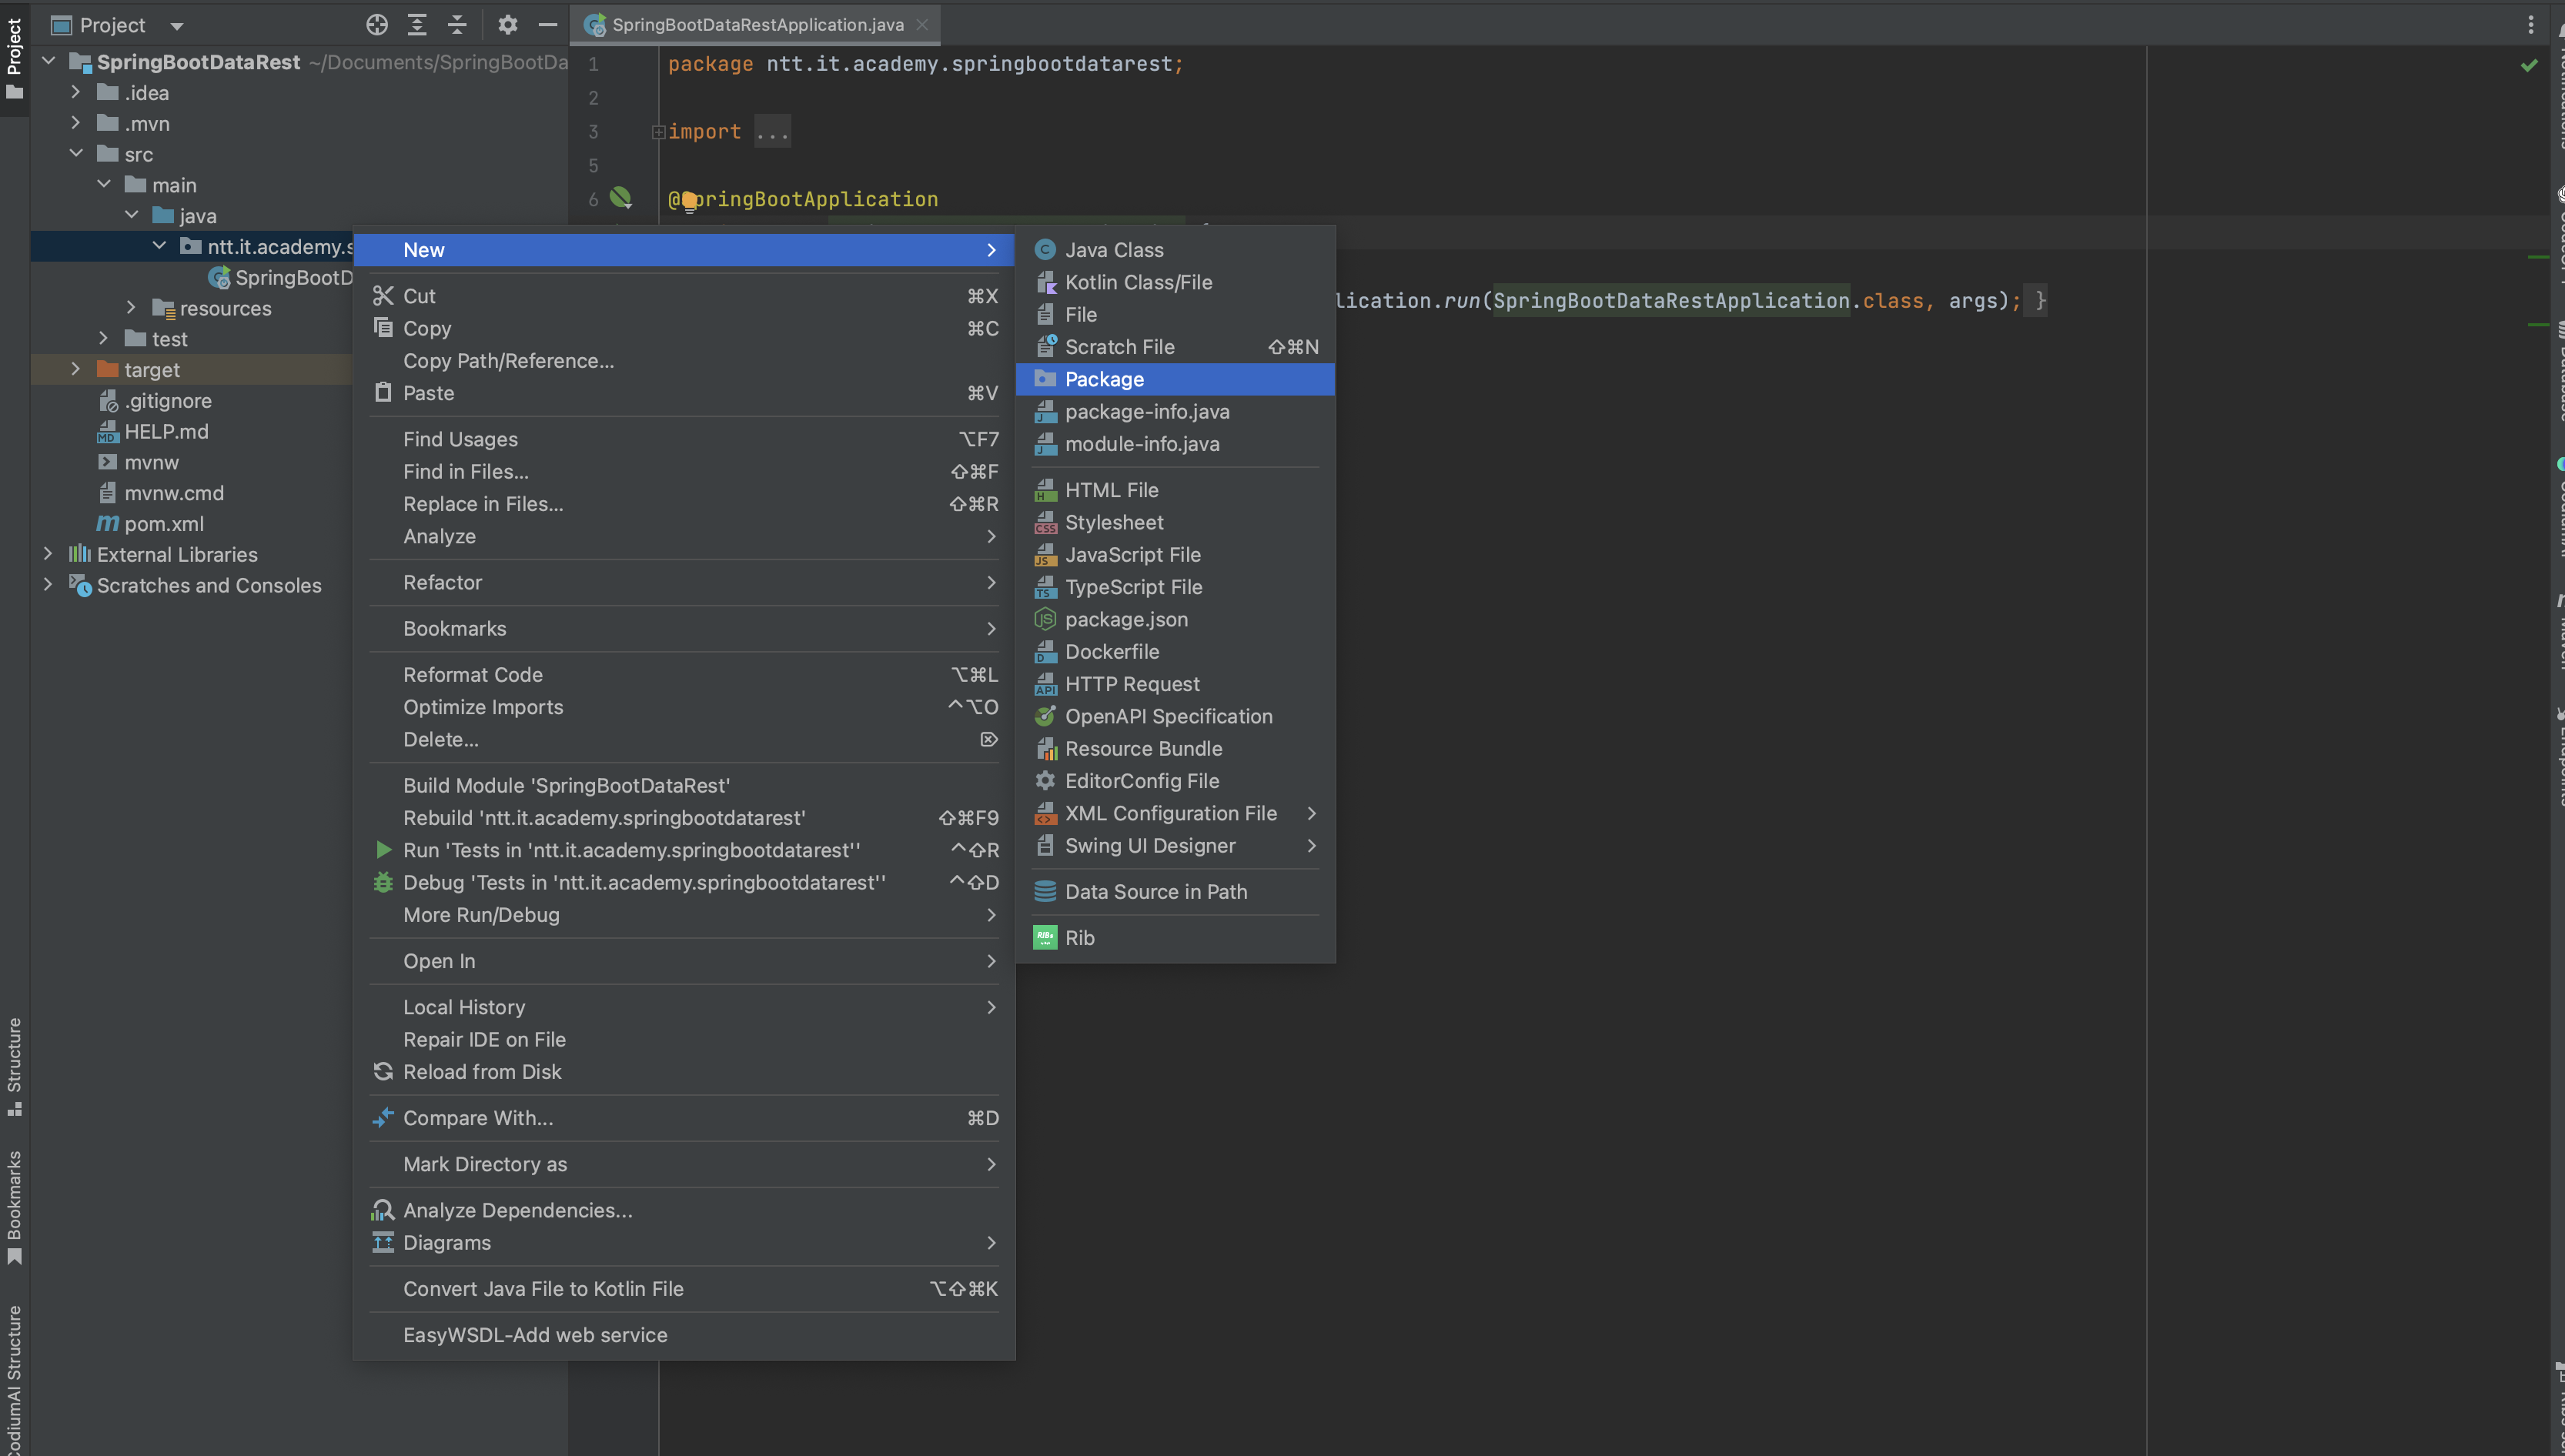 Project
SpringBootDataRestApplication.java
Project
SpringBootDataRest ~/Documents/SpringBootDa
.idea
.mvn
src
main
java
ntt.it.academy.s
SpringBootD
resources
test
target
.gitignore
HELP.md
mvnw
mvnw.cmd
pom.xml
External Libraries
Scratches and Consoles
Structure
Bookmarks
CodiumAI Structure
1 package ntt.it.academy.springbootdatarest;
2
3 import ...
5
6 @SpringBootApplication
lication.run(SpringBootDataRestApplication.class, args); }
New
Cut ⌘X
Copy ⌘C
Copy Path/Reference...
Paste ⌘V
Find Usages ⌥F7
Find in Files... ⇧⌘F
Replace in Files... ⇧⌘R
Analyze
Refactor
Bookmarks
Reformat Code ⌥⌘L
Optimize Imports ^⌥O
Delete... ⌦
Build Module 'SpringBootDataRest'
Rebuild 'ntt.it.academy.springbootdatarest' ⇧⌘F9
Run 'Tests in 'ntt.it.academy.springbootdatarest'' ^⇧R
Debug 'Tests in 'ntt.it.academy.springbootdatarest'' ^⇧D
More Run/Debug
Open In
Local History
Repair IDE on File
Reload from Disk
Compare With... ⌘D
Mark Directory as
Analyze Dependencies...
Diagrams
Convert Java File to Kotlin File ⌥⇧⌘K
EasyWSDL-Add web service
Java Class
Kotlin Class/File
File
Scratch File ⇧⌘N
Package
package-info.java
module-info.java
HTML File
Stylesheet
JavaScript File
TypeScript File
package.json
Dockerfile
HTTP Request
OpenAPI Specification
Resource Bundle
EditorConfig File
XML Configuration File
Swing UI Designer
Data Source in Path
Rib